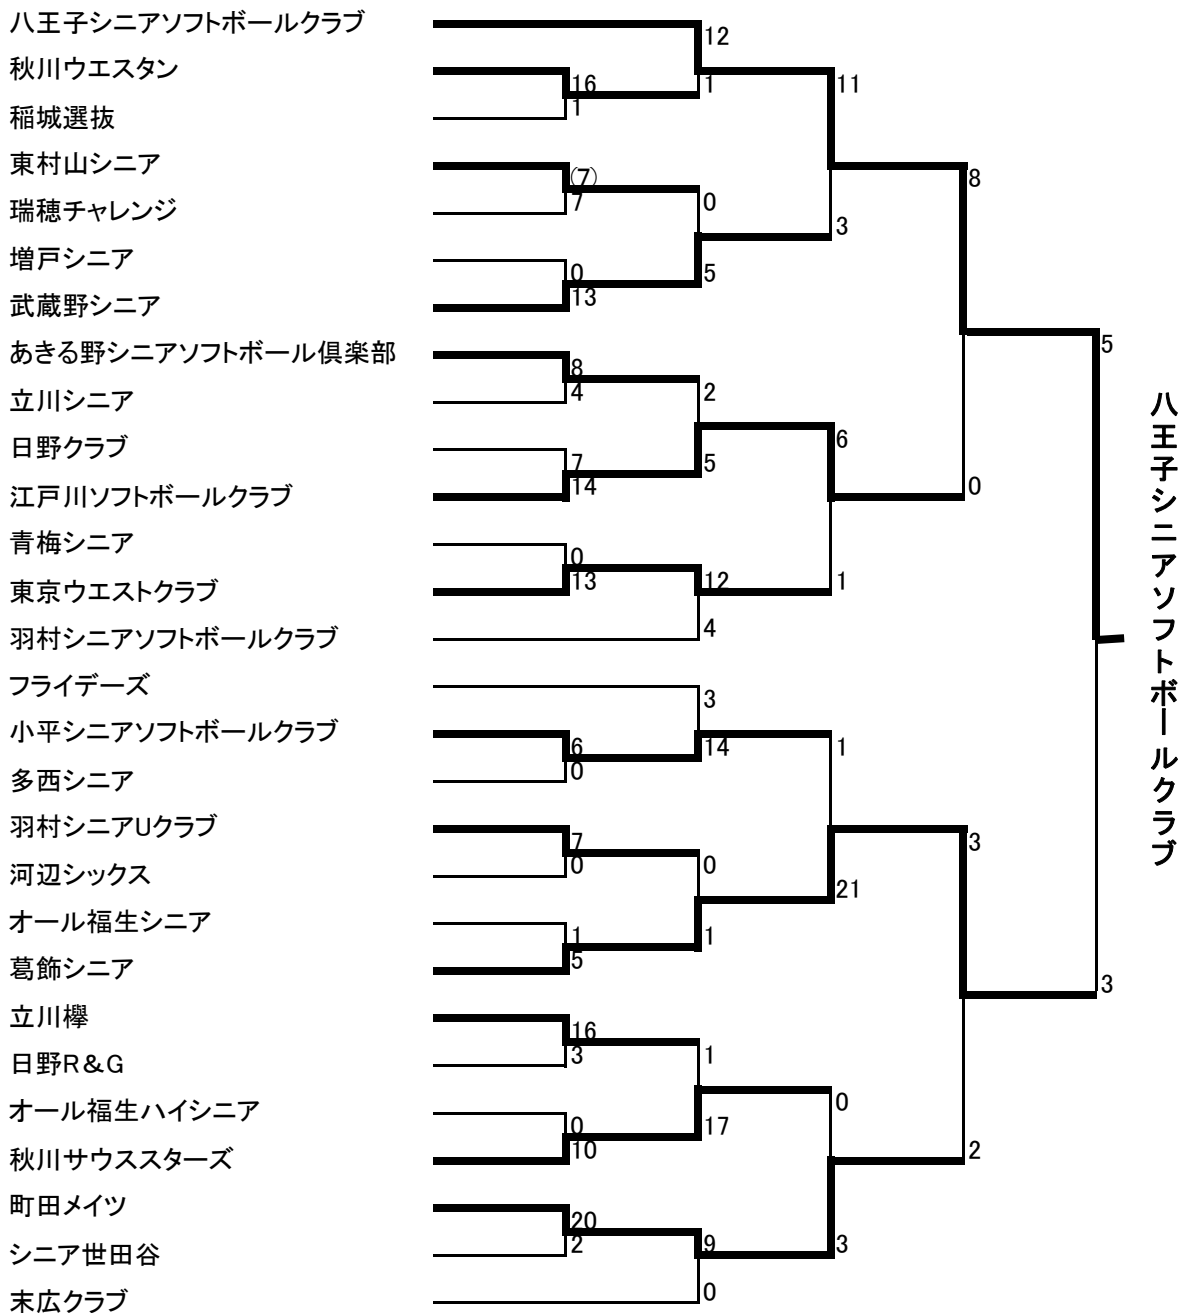 八王子シニアソフトボールクラブ
12
秋川ウエスタン
16
1
11
1
稲城選抜
東村山シニア
(7)
8
7
0
瑞穂チャレンジ
3
増戸シニア
0
5
13
武蔵野シニア
5
あきる野シニアソフトボール倶楽部
8
4
2
立川シニア
6
日野クラブ
7
5
14
0
江戸川ソフトボールクラブ
青梅シニア
0
13
12
1
東京ウエストクラブ
4
羽村シニアソフトボールクラブ
八王子シニアソフトボールクラブ
フライデーズ
3
小平シニアソフトボールクラブ
6
14
1
0
多西シニア
羽村シニアUクラブ
7
3
0
0
河辺シックス
21
オール福生シニア
1
1
5
葛飾シニア
3
立川欅
16
3
1
日野R&G
0
オール福生ハイシニア
0
17
10
2
秋川サウススターズ
町田メイツ
20
2
9
3
シニア世田谷
0
末広クラブ